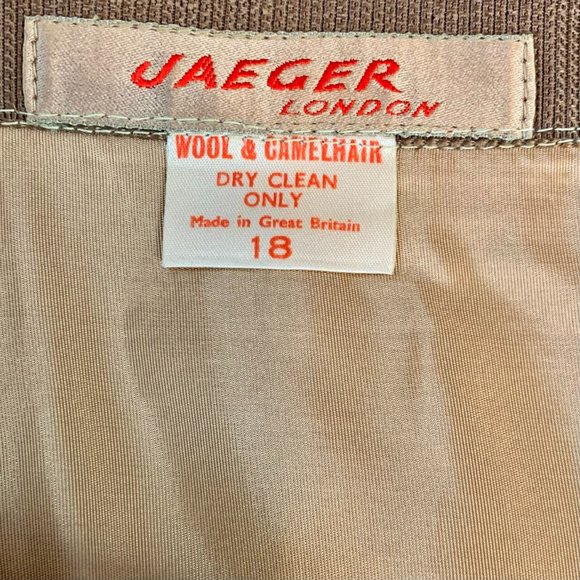 JAEGER
LONDON
WOOL & CAMELHAIR
DRY CLEAN
ONLY
Made in Great Britain
18